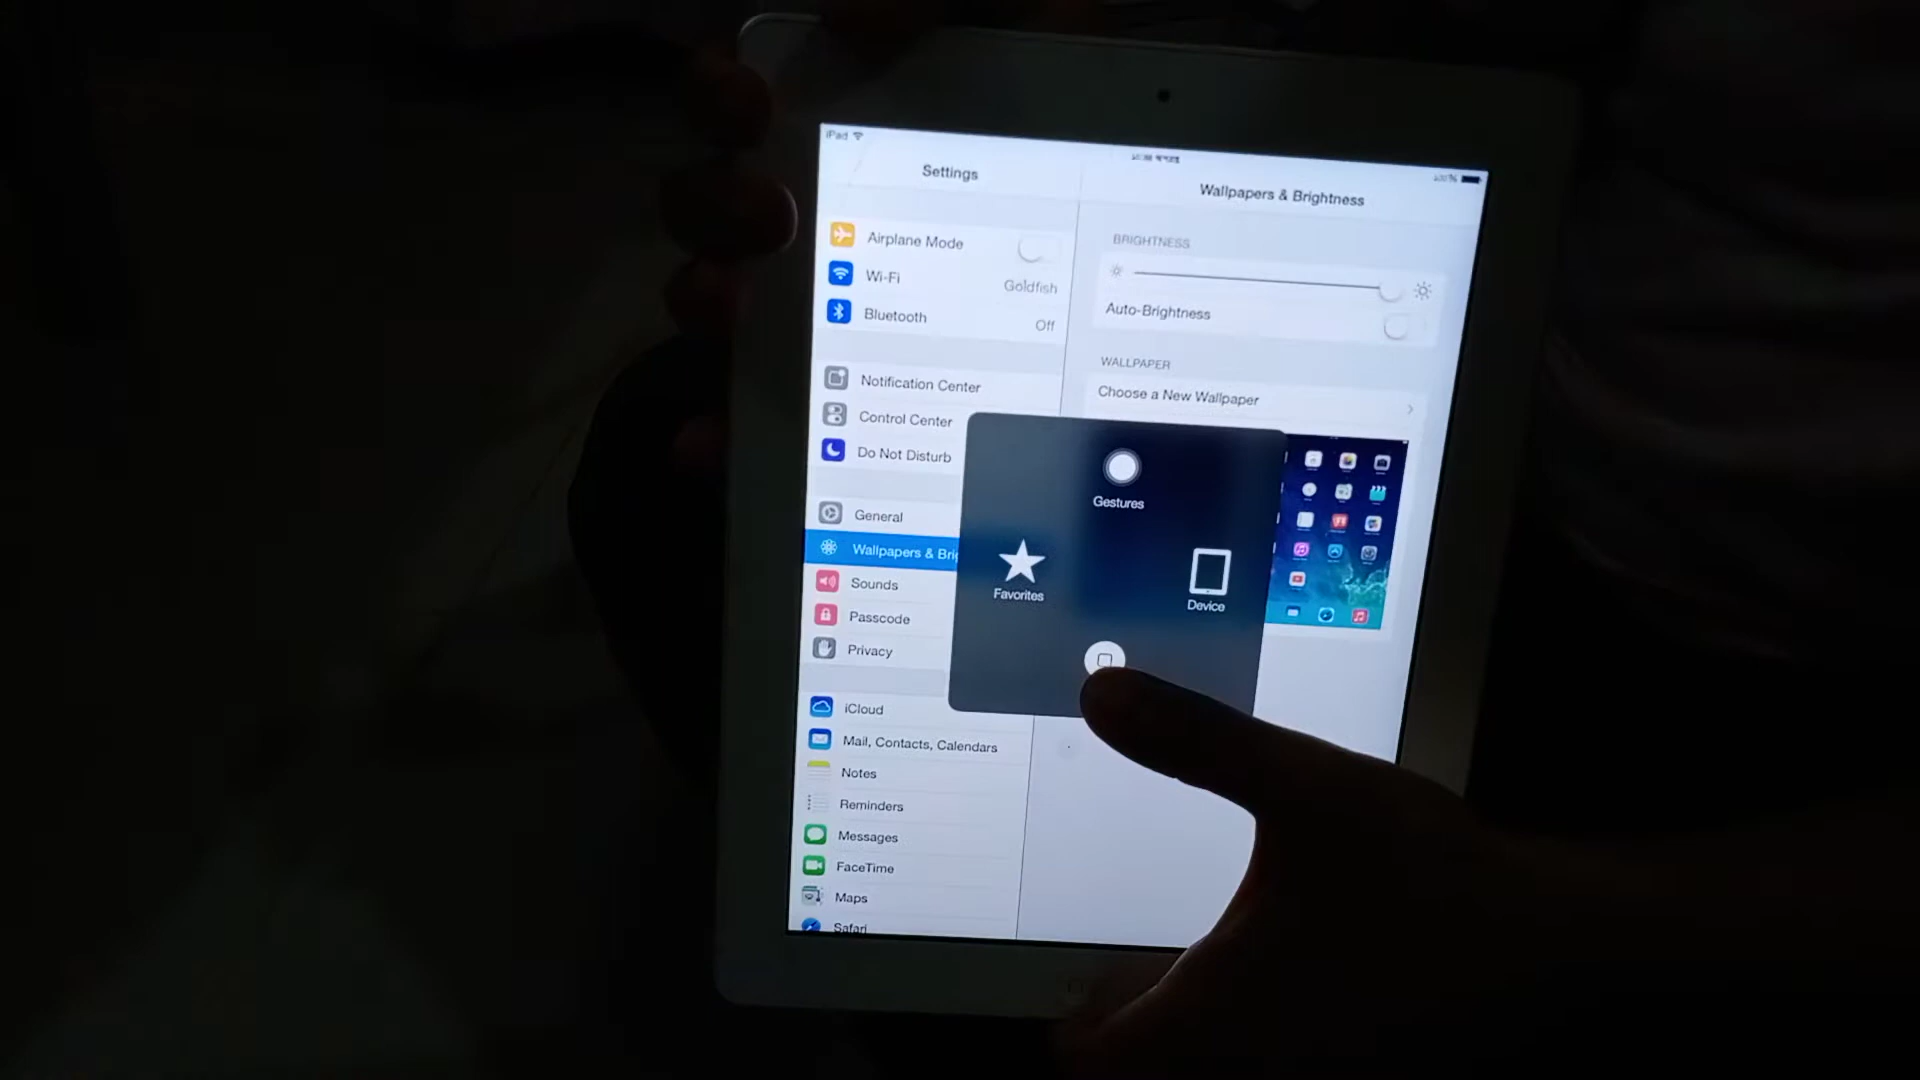 iPad
Settings
Wallpapers & Brightness
Airplane Mode
Wi-Fi
Goldfish
Bluetooth
Off
Notification Center
Control Center
Do Not Disturb
General
Wallpapers & Bri
Sounds
Passcode
Privacy
iCloud
Mail, Contacts, Calendars
Notes
Reminders
Messages
FaceTime
Maps
Safari
BRIGHTNESS
Auto-Brightness
WALLPAPER
Choose a New Wallpaper
Gestures
Favorites
Device